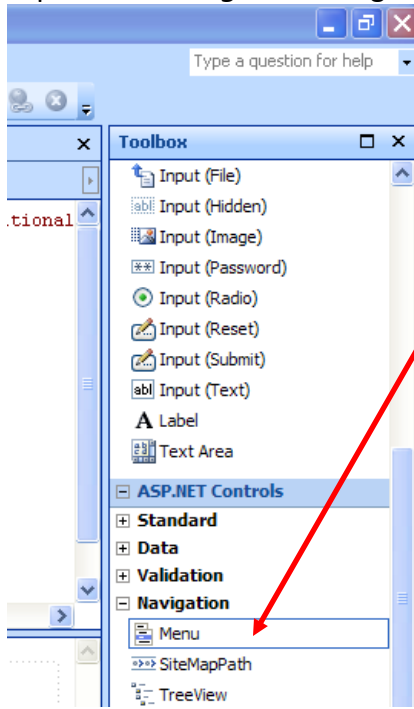 Type a question for help
Toolbox
Input (File)
tional
Input (Hidden)
Input (Image)
Input (Password)
Input (Radio)
Input (Reset)
Input (Submit)
abl Input (Text)
A Label
Text Area
ASP.NET Controls
Standard
Data
Validation
Navigation
Menu
SiteMapPath
TreeView